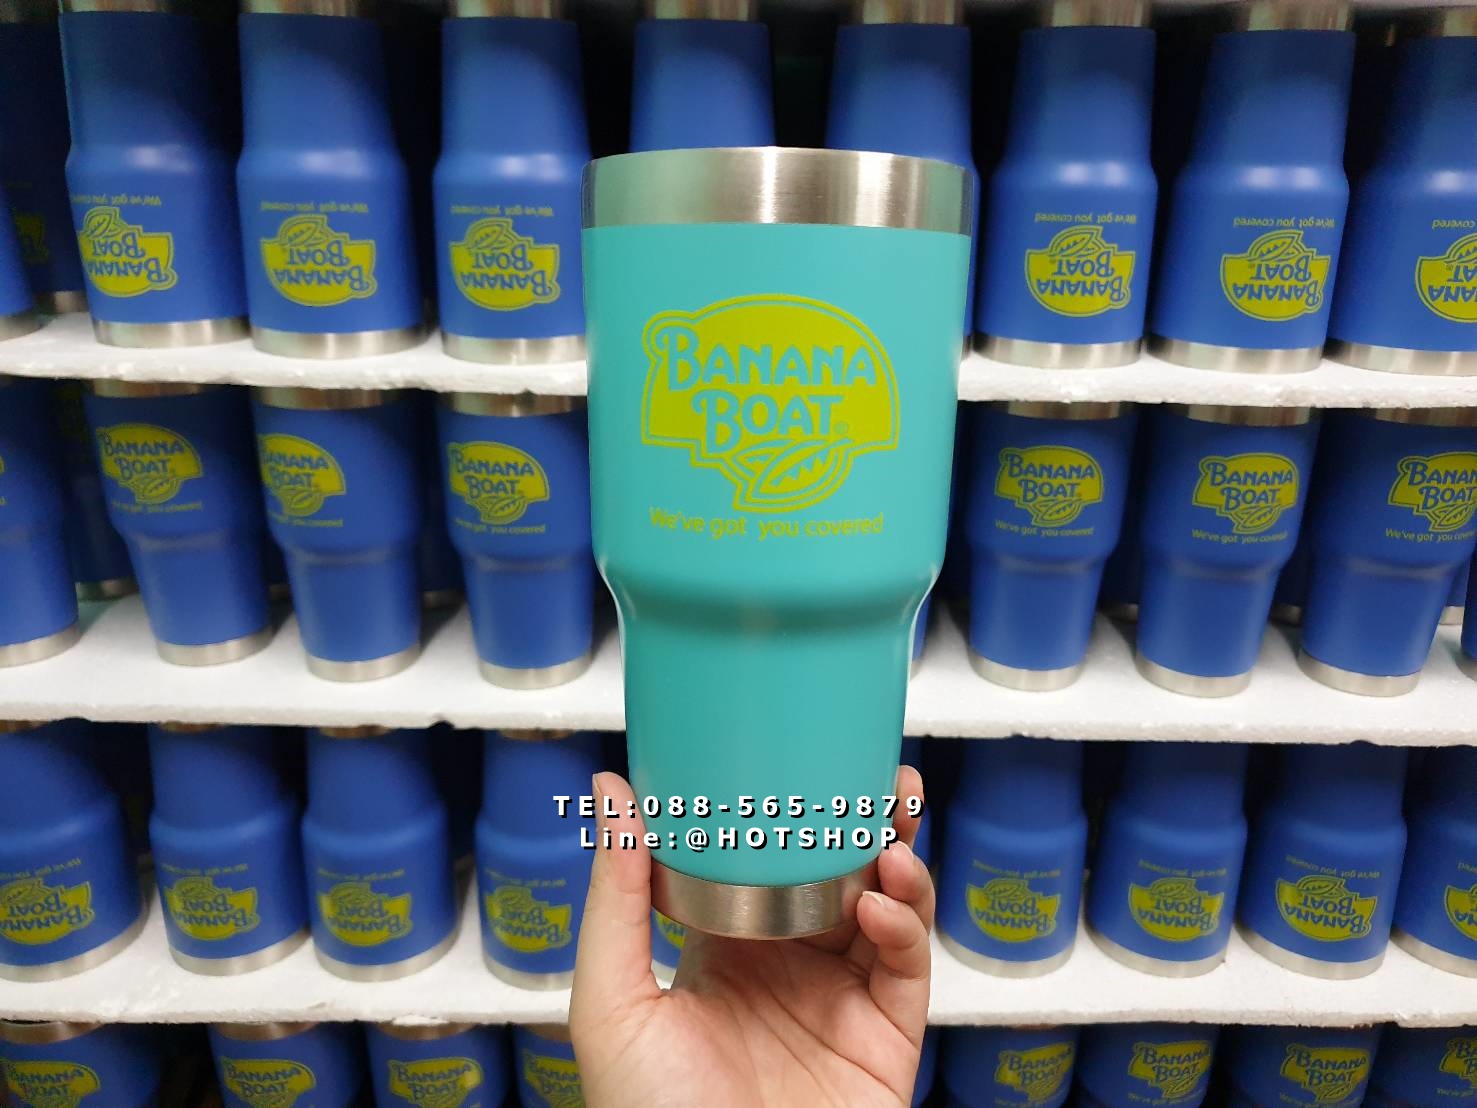 BANANA
BOAT®
We've got you covered
TEL:088-565-9879
Line:@HOTSHOP